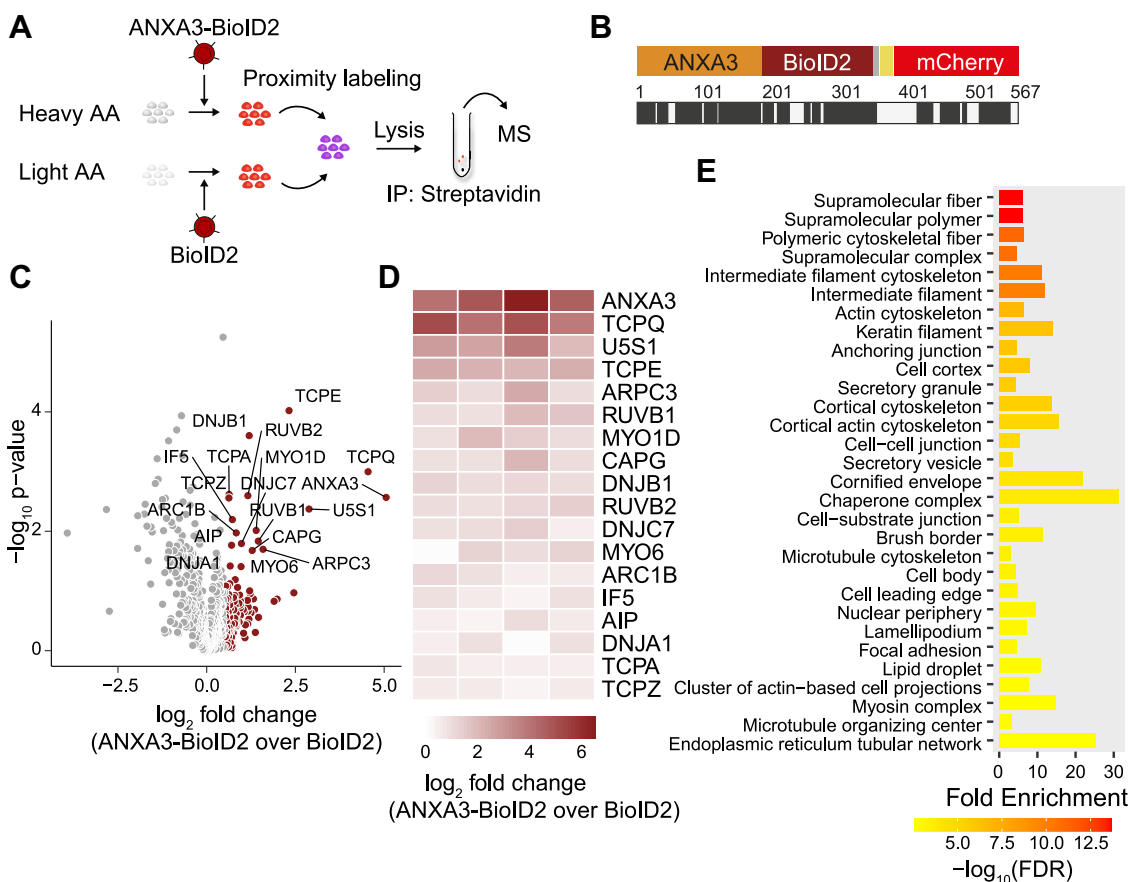 A
ANXA3-BioID2
Proximity labeling
Heavy AA
Lysis
MS
Light AA
IP: Streptavidin
BioID2
B
ANXA3
BioID2
mCherry
1
101
201
301
401
501
567
C
−log10 p-value
4
2
0
−2.5
0.0
2.5
5.0
TCPE
DNJB1
RUVB2
IF5
TCPA
MYO1D
TCPQ
TCPZ
DNJC7
ANXA3
ARC1B
RUVB1
U5S1
AIP
CAPG
DNJA1
MYO6
ARPC3
log2 fold change
(ANXA3-BioID2 over BioID2)
D
ANXA3
TCPQ
U5S1
TCPE
ARPC3
RUVB1
MYO1D
CAPG
DNJB1
RUVB2
DNJC7
MYO6
ARC1B
IF5
AIP
DNJA1
TCPA
TCPZ
0
2
4
6
log2 fold change
(ANXA3-BioID2 over BioID2)
E
Supramolecular fiber
Supramolecular polymer
Polymeric cytoskeletal fiber
Supramolecular complex
Intermediate filament cytoskeleton
Intermediate filament
Actin cytoskeleton
Keratin filament
Anchoring junction
Cell cortex
Secretory granule
Cortical cytoskeleton
Cortical actin cytoskeleton
Cell−cell junction
Secretory vesicle
Cornified envelope
Chaperone complex
Cell−substrate junction
Brush border
Microtubule cytoskeleton
Cell body
Cell leading edge
Nuclear periphery
Lamellipodium
Focal adhesion
Lipid droplet
Cluster of actin−based cell projections
Myosin complex
Microtubule organizing center
Endoplasmic reticulum tubular network
0
10
20
30
Fold Enrichment
5.0
7.5
10.0
12.5
−log10(FDR)